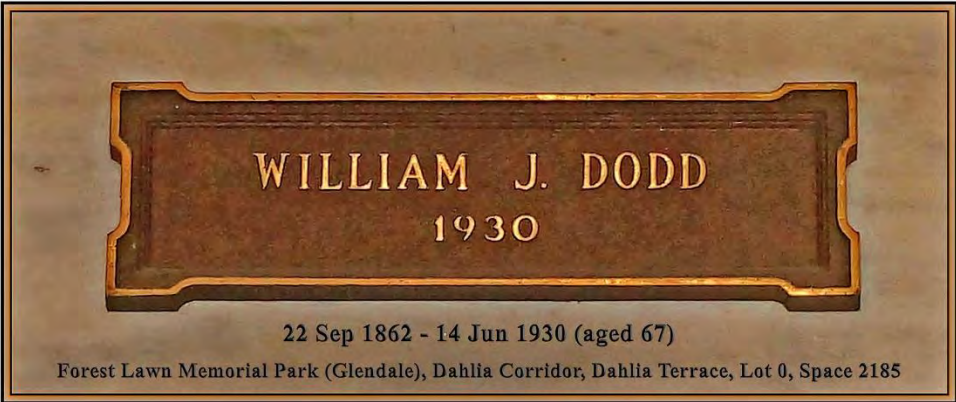 WILLIAM J. DODD
1930
22 Sep 1862 - 14 Jun 1930 (aged 67)
Forest Lawn Memorial Park (Glendale), Dahlia Corridor, Dahlia Terrace, Lot 0, Space 2185